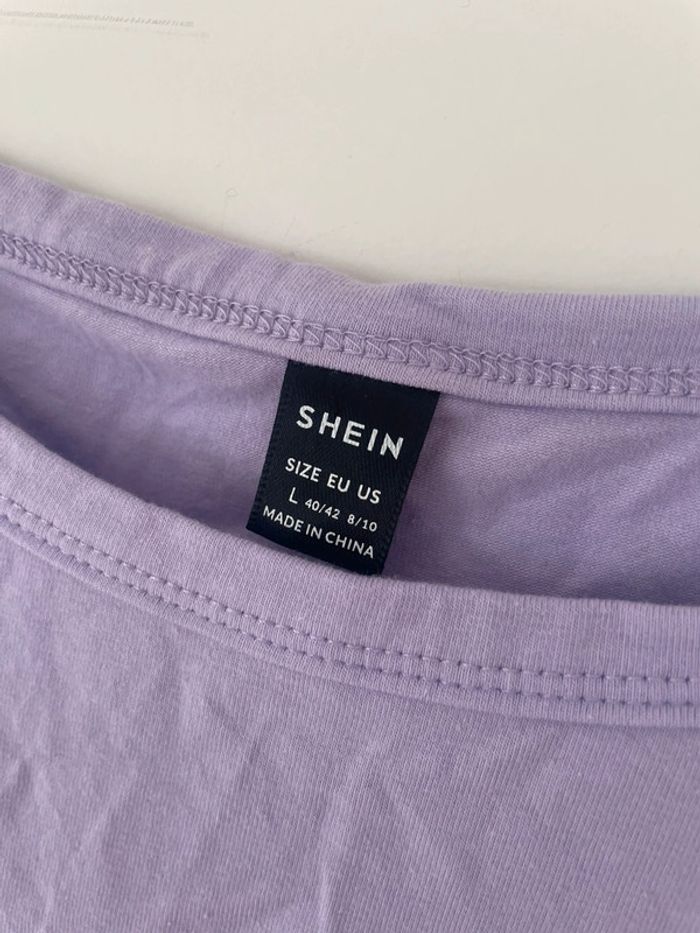 SHEIN
SIZE EU US
L 40/42 8/10
MADE IN CHINA